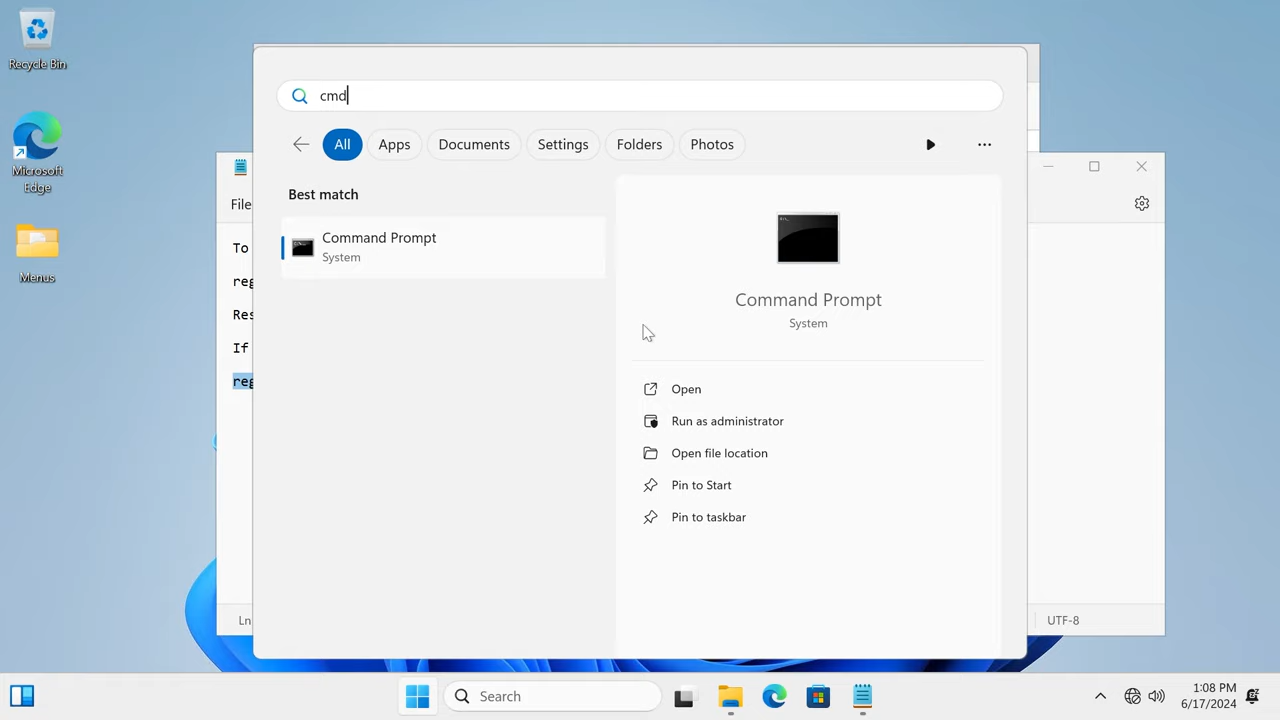 Recycle Bin
Microsoft
Edge
Menus
cmd
All
Apps
Documents
Settings
Folders
Photos
Best match
Command Prompt
System
Command Prompt
System
Open
Run as administrator
Open file location
Pin to Start
Pin to taskbar
File
To
reg
Res
If
reg
Ln
UTF-8
Search
1:08 PM
6/17/2024